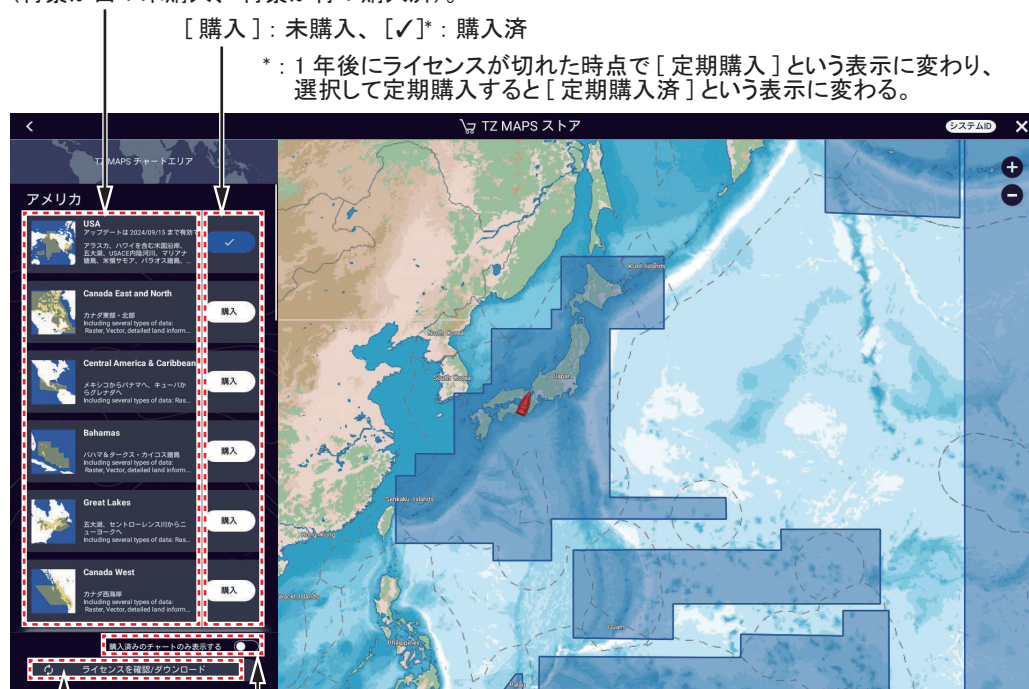 [購入]：未購入、[✓]*：購入済
*：1 年後にライセンスが切れた時点で[定期購入]という表示に変わり、
選択して定期購入すると[定期購入済]という表示に変わる。
TZ MAPS ストア
システムID
TZ MAPS チャートエリア
アメリカ
USA
アップデートは 2024/09/15 まで有効
アラスカ、ハワイを含む米国沿岸、
五大湖、USACE内陸河川、マリアナ
諸島、米領サモア、パラオス諸島、...
Canada East and North
カナダ東部・北部
Including several types of data:
Raster, Vector, detailed land inform...
購入
Central America & Caribbean
メキシコからパナマへ、キューバか
らグレナダへ
Including several types of data: Ras...
購入
Bahamas
バハマ＆タークス・カイコス諸島
Including several types of data:
Raster, Vector, detailed land inform...
購入
Great Lakes
五大湖、セントローレンス川からニ
ューヨークへ
Including several types of data: Ras...
購入
Canada West
カナダ西海岸
Including several types of data:
Raster, Vector, detailed land inform...
購入
購入済みのチャートのみ表示する
ライセンスを確認/ダウンロード
Kuril Islands
North Korea
South Korea
Japan
Senkaku Islands
Hong Kong
Paracel Islands
Philippines
Guam
Palau